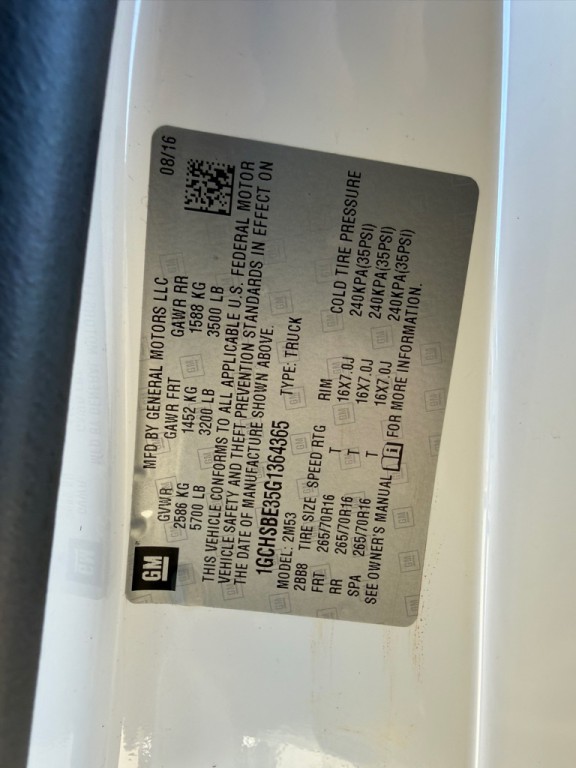 GM
MFD BY GENERAL MOTORS LLC 08/16
GVWR GAWR FRT GAWR RR
2586 KG 1452 KG 1588 KG
5700 LB 3200 LB 3500 LB
THIS VEHICLE CONFORMS TO ALL APPLICABLE U.S. FEDERAL MOTOR
VEHICLE SAFETY AND THEFT PREVENTION STANDARDS IN EFFECT ON
THE DATE OF MANUFACTURE SHOWN ABOVE.
1GCHSBE35G1364365
MODEL: 2M53 TYPE: TRUCK
2BB8 TIRE SIZE SPEED RTG RIM COLD TIRE PRESSURE
FRT 265/70R16 T 16X7.0J 240KPA(35PSI)
RR 265/70R16 T 16X7.0J 240KPA(35PSI)
SPA 265/70R16 T 16X7.0J 240KPA(35PSI)
SEE OWNER'S MANUAL i FOR MORE INFORMATION.